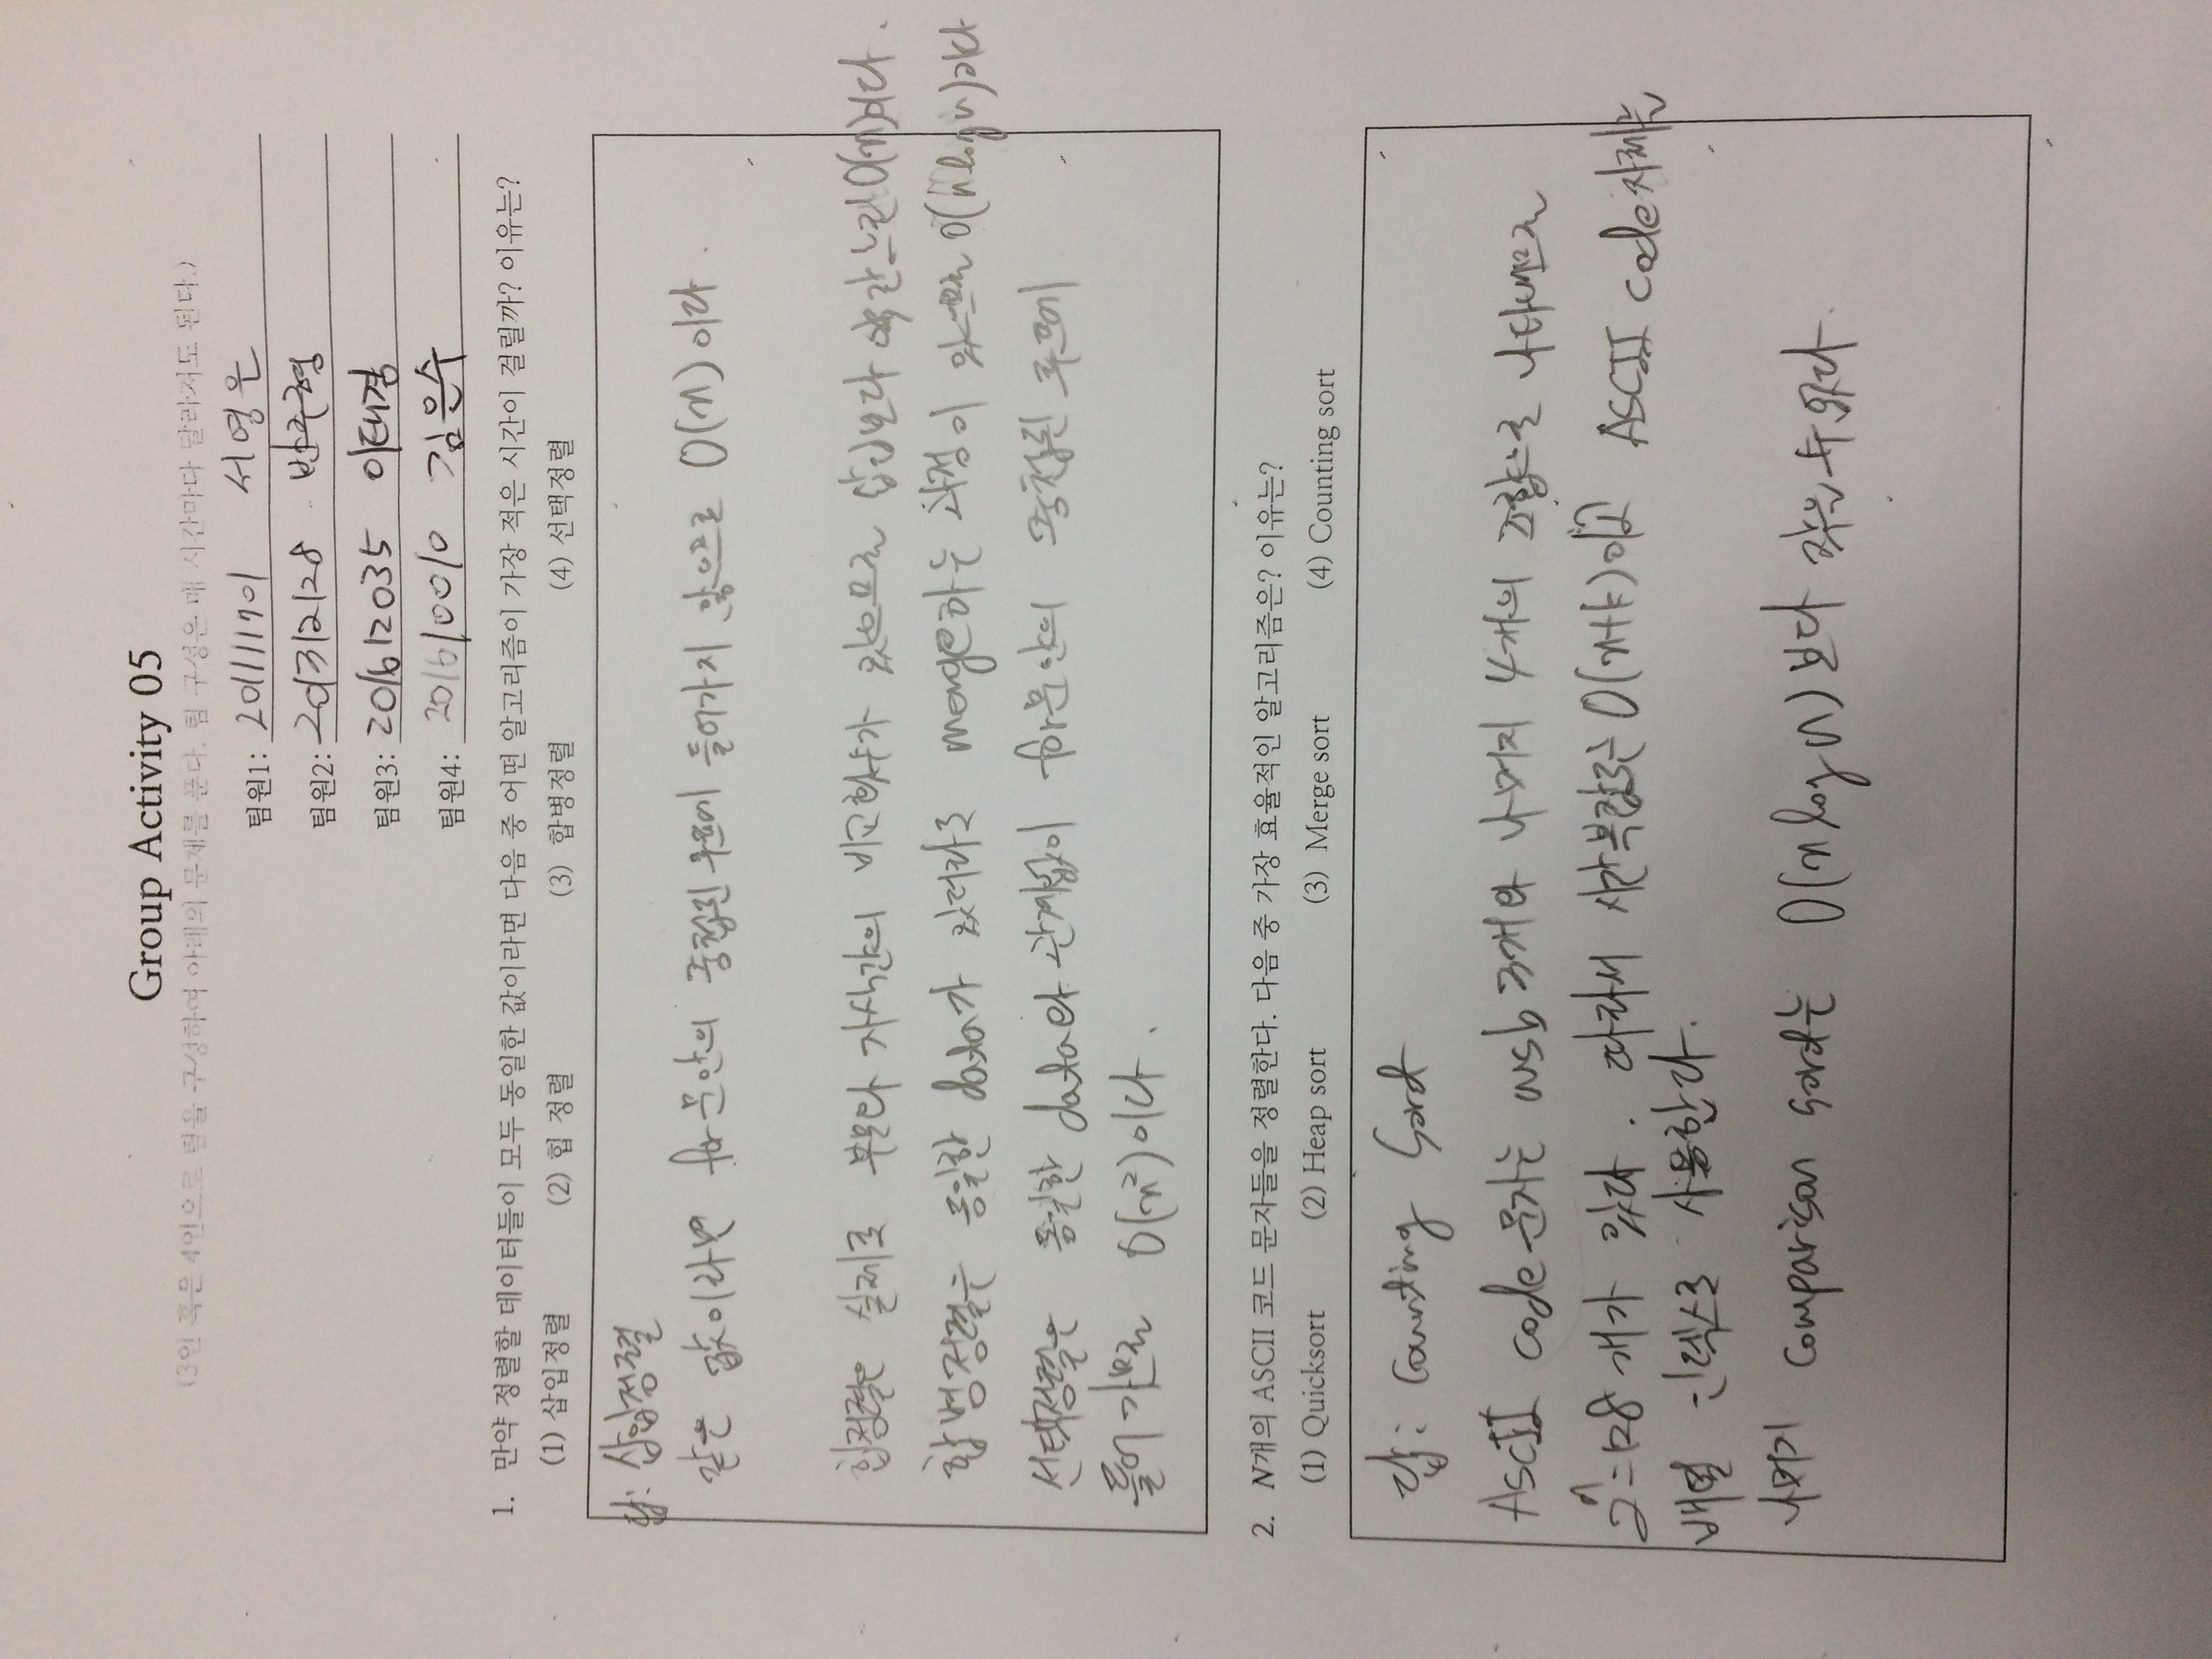 Group Activity 05
(3인 혹은 4인으로 팀을 구성하여 아래의 문제를 푼다. 팀 구성은 매 시간마다 달라져도 된다.)
팀원1: 201111701 서영은
팀원2: 201312128 반주형
팀원3: 201612035 이태경
팀원4: 201610010 김은수
1. 만약 정렬할 데이터들이 모두 동일한 값이라면 다음 중 어떤 알고리즘이 가장 적은 시간이 걸릴까? 이유는?
(1) 삽입정렬 (2) 힙 정렬 (3) 합병정렬 (4) 선택정렬
답: 삽입정렬
같은 값이라면 for문안의 중첩된 루프에 들어가지 않으므로 O(n)이다.
힙정렬은 실제로 부모와 자식간의 비교횟수가 있으므로 삽입보다 약간느린 O(n)이다.
합병정렬은 동일한 data가 있더라도 merge하는 과정이 있으므로 O(n log n)이다
선택정렬은 동일한 data와 관계없이 for문안의 중첩된 루프에
들어가므로 O(n²)이다.
2. N개의 ASCII 코드 문자들을 정렬한다. 다음 중 가장 효율적인 알고리즘은? 이유는?
(1) Quicksort (2) Heap sort (3) Merge sort (4) Counting sort
답: Counting Sort
ASCII code 문자는 msb 3개와 나머지 4개의 조합으로 나타내므로
2⁷=128개가 있다. 따라서 시간복잡도는 O(n+k)이고 ASCII code자체는
배열 인덱스로 사용한다.
나머지 comparison sort는 O(n log n)보다 작을 수 없다.